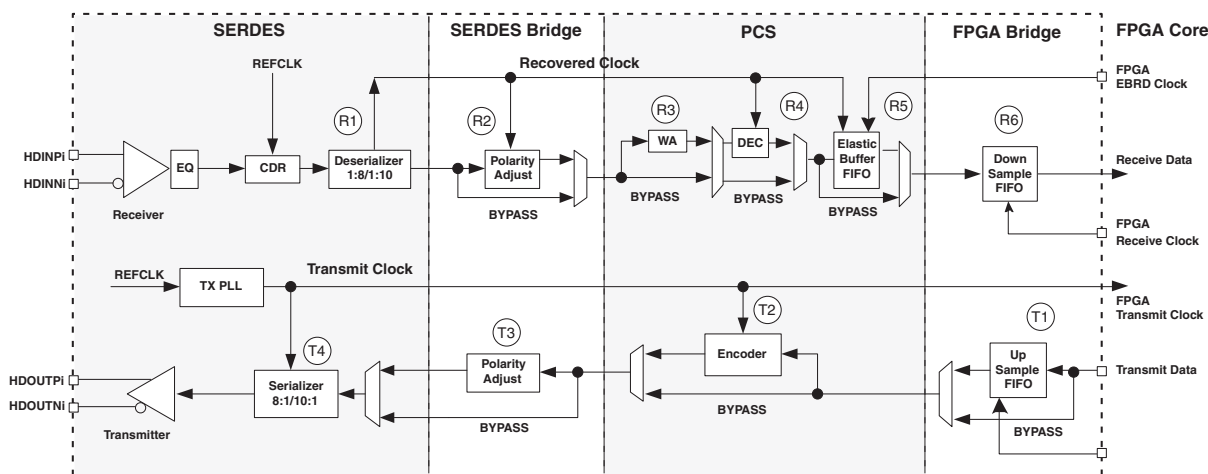 SERDES
SERDES Bridge
PCS
FPGA Bridge
FPGA Core
Recovered Clock
REFCLK
FPGA
EBRD Clock
R1
R2
R3
R4
R5
R6
HDINPi
HDINNi
EQ
CDR
Deserializer
1:8/1:10
Polarity
Adjust
WA
DEC
Elastic
Buffer
FIFO
Down
Sample
FIFO
Receive Data
Receiver
BYPASS
BYPASS
BYPASS
BYPASS
FPGA
Receive Clock
REFCLK
TX PLL
Transmit Clock
FPGA
Transmit Clock
T4
T3
T2
T1
HDOUTPi
HDOUTNi
Serializer
8:1/10:1
Polarity
Adjust
Encoder
Up
Sample
FIFO
Transmit Data
Transmitter
BYPASS
BYPASS
BYPASS